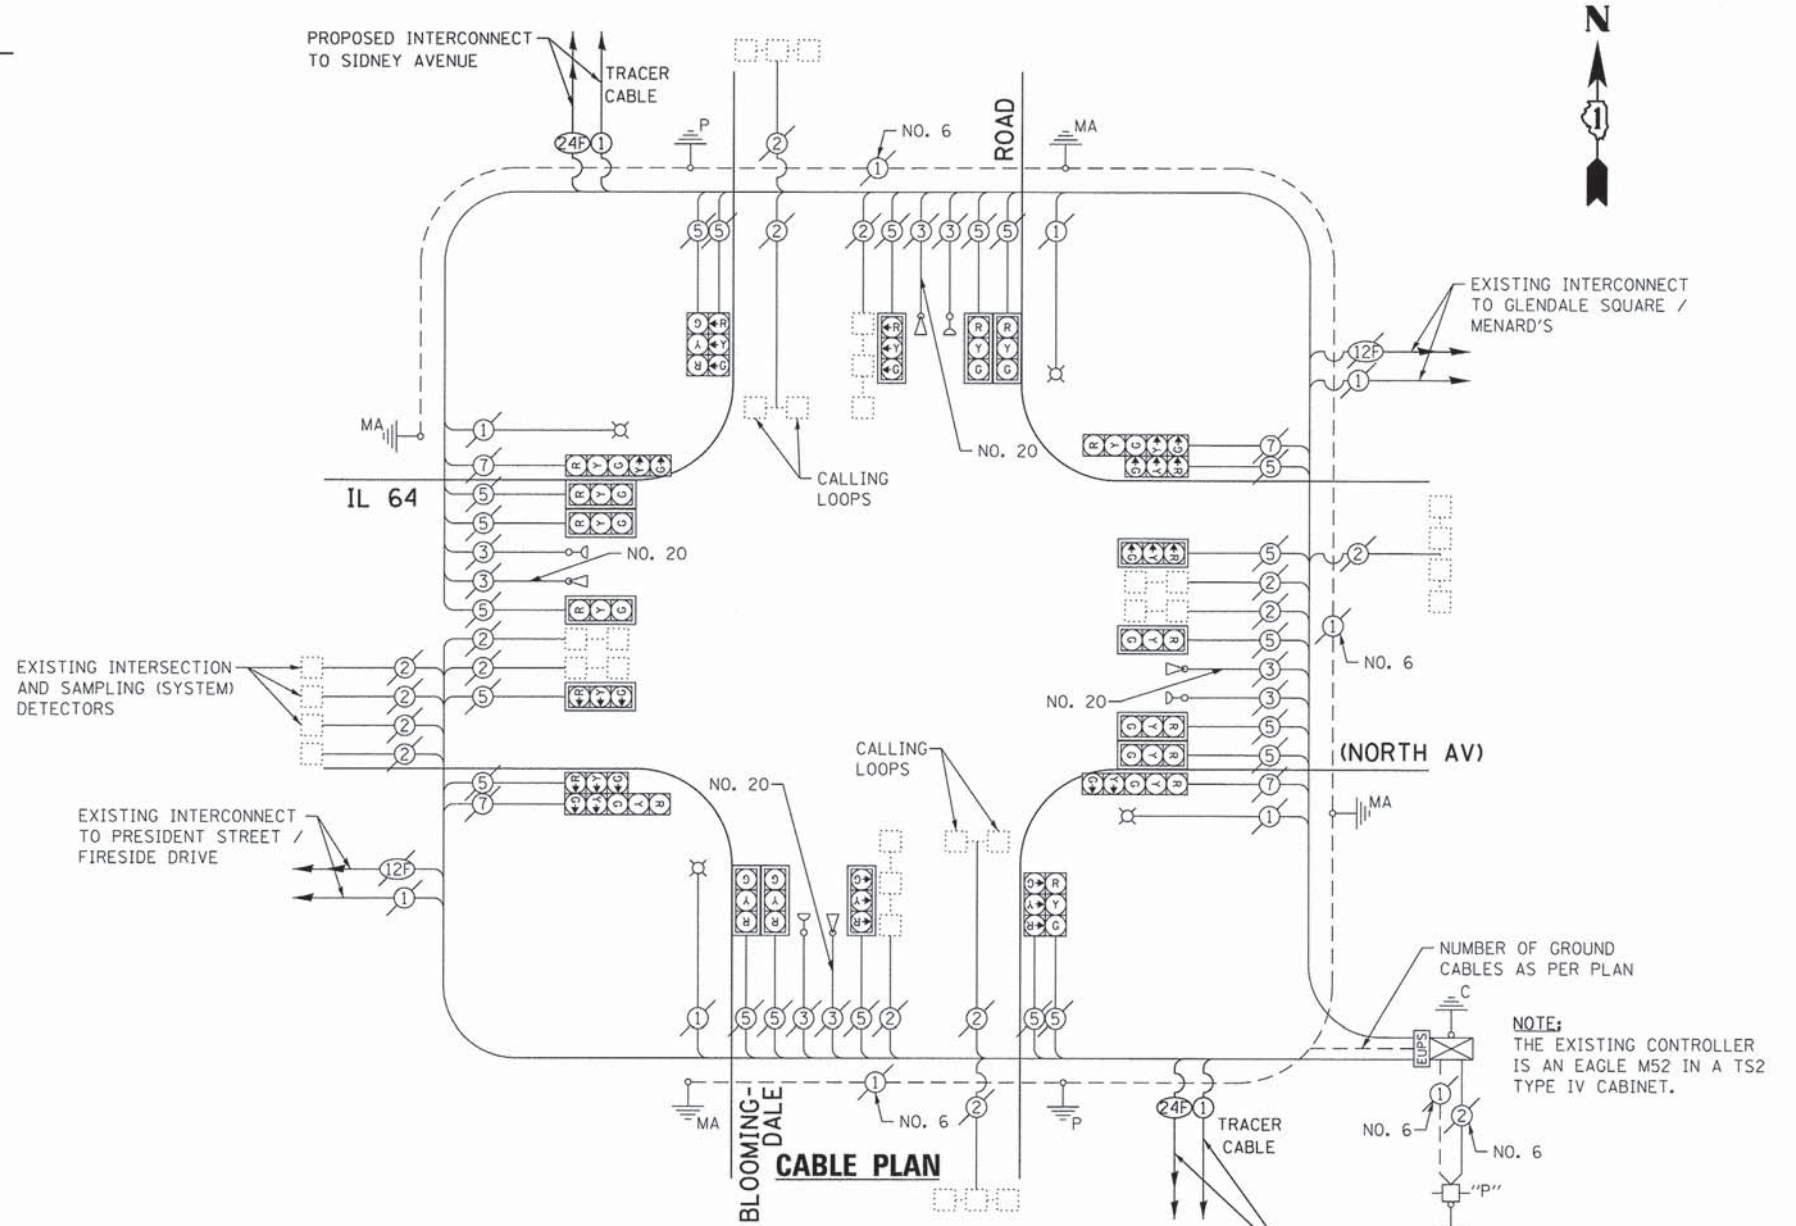 N
1
PROPOSED INTERCONNECT
TO SIDNEY AVENUE
TRACER
CABLE
24F 1
P
2
NO. 6
1
ROAD
MA
5 5 2 2 5 3 3 5 5 1
G R
Y Y
R G
R
Y
G
R R
Y Y
G G
EXISTING INTERCONNECT
TO GLENDALE SQUARE /
MENARD'S
12F
1
MA
1
7
R Y G Y G
IL 64
5
R Y G
5
R Y G
3
NO. 20
3
5
R Y G
2
2
5
R Y G
CALLING
LOOPS
NO. 20
R Y G Y G
7
G Y R
5
G Y R
5
2
2
2
G Y R
5
1
NO. 6
3
NO. 20
3
G Y R
5
G Y R
5
(NORTH AV)
G Y G Y R
7
1
MA
EXISTING INTERSECTION
AND SAMPLING (SYSTEM)
DETECTORS
2
2
2
2
5
R Y G
7
G Y G Y R
EXISTING INTERCONNECT
TO PRESIDENT STREET /
FIRESIDE DRIVE
12F
1
NO. 20
CALLING
LOOPS
G G
Y Y
R R
G
Y
R
G R
Y Y
R G
1 5 5 3 3 5 2 2 5 5
NUMBER OF GROUND
CABLES AS PER PLAN
C
EUPS
NOTE:
THE EXISTING CONTROLLER
IS AN EAGLE M52 IN A TS2
TYPE IV CABINET.
MA
1
NO. 6
2
P
24F 1
TRACER
CABLE
1
NO. 6
2
NO. 6
"P"
BLOOMING-
DALE
CABLE PLAN